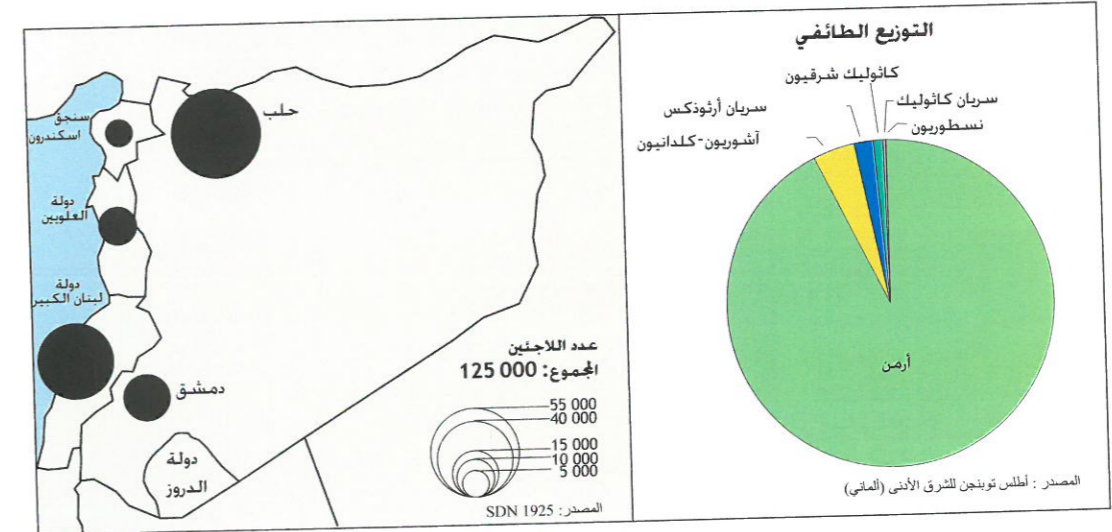 التوزيع الطائفي
كاثوليك شرقيون
سريان كاثوليك
سريان أرثوذكس
نسطوريون
آشوريون-كلدانيون
أرمن
المصدر : أطلس توبنجن للشرق الأدنى (ألماني)
حلب
سنجق
اسكندرون
دولة
العلويين
دولة
لبنان الكبير
دمشق
دولة
الدروز
عدد اللاجئين
المجموع: 000 125
55 000
40 000
15 000
10 000
5 000
المصدر: SDN 1925